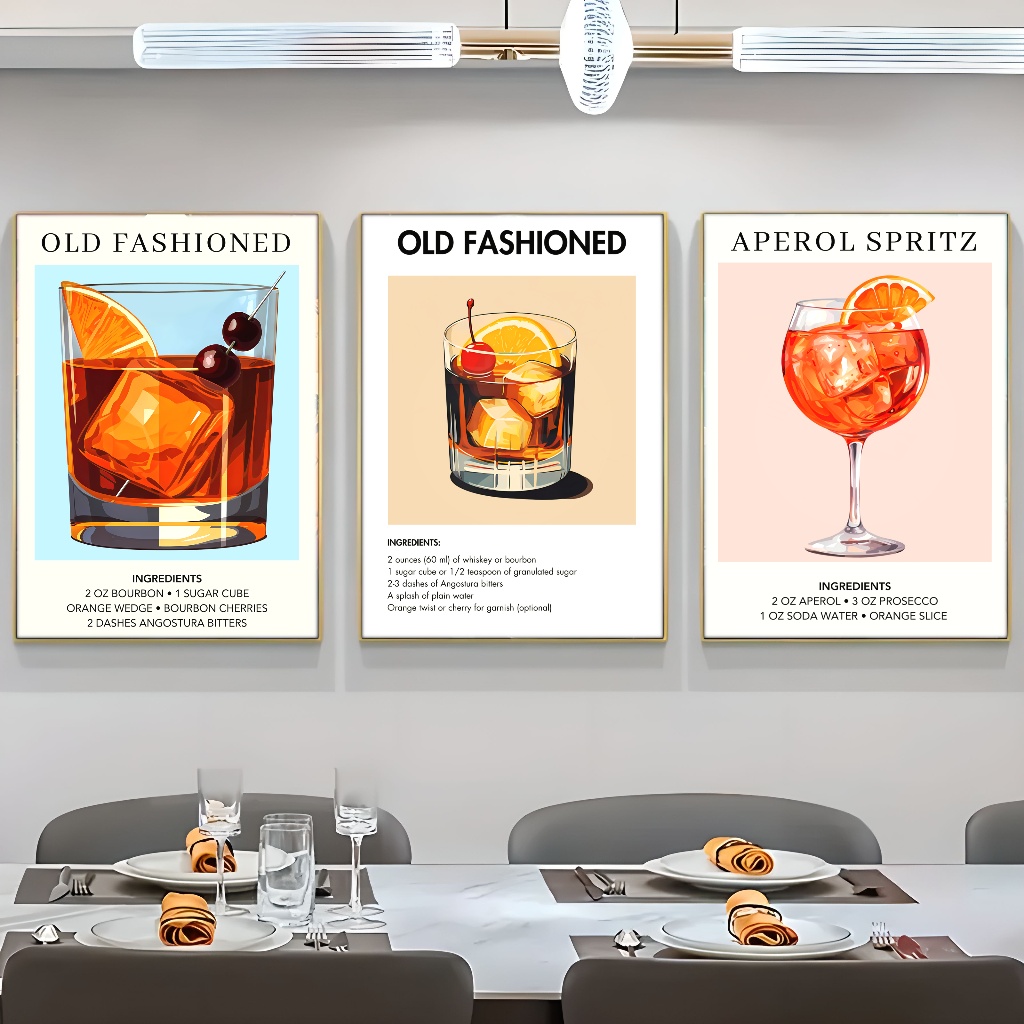 OLD FASHIONED
INGREDIENTS
2 OZ BOURBON • 1 SUGAR CUBE
ORANGE WEDGE • BOURBON CHERRIES
2 DASHES ANGOSTURA BITTERS
OLD FASHIONED
INGREDIENTS:
2 ounces (60 ml) of whiskey or bourbon
1 sugar cube or 1/2 teaspoon of granulated sugar
2-3 dashes of Angostura bitters
A splash of plain water
Orange twist or cherry for garnish (optional)
APEROL SPRITZ
INGREDIENTS
2 OZ APEROL • 3 OZ PROSECCO
1 OZ SODA WATER • ORANGE SLICE